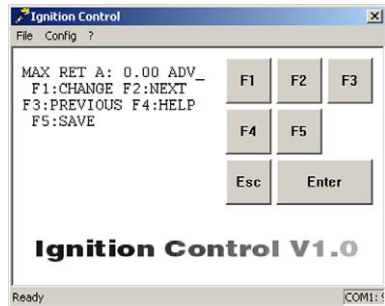 Ignition Control
File Config ?
MAX RET A: 0.00 ADV_
F1:CHANGE F2:NEXT
F3:PREVIOUS F4:HELP
F5:SAVE
F1 F2 F3
F4 F5
Esc Enter
Ignition Control V1.0
Ready COM1: